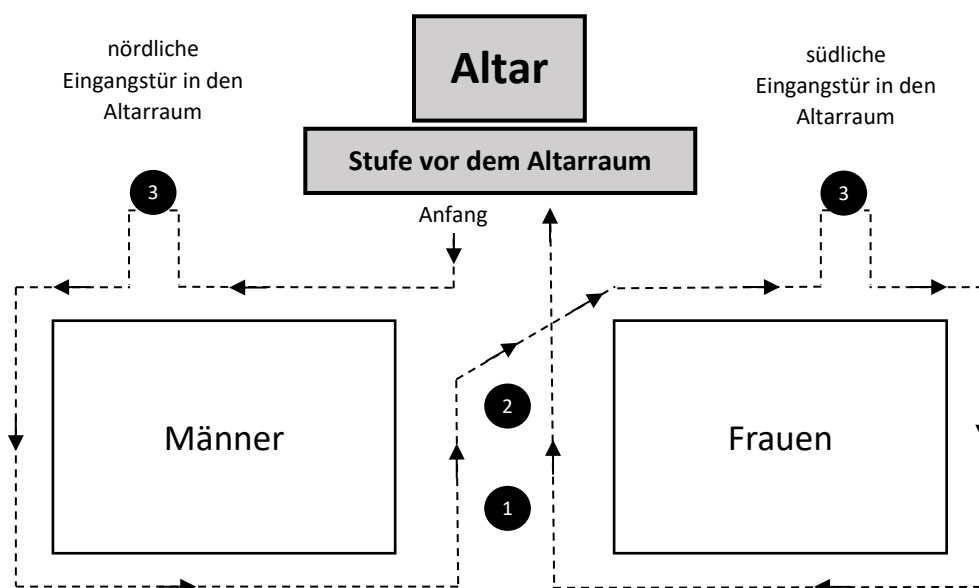 nördliche
Eingangstür in den
Altarraum
Altar
südliche
Eingangstür in den
Altarraum
Stufe vor dem Altarraum
3
3
Anfang
2
Männer
Frauen
1